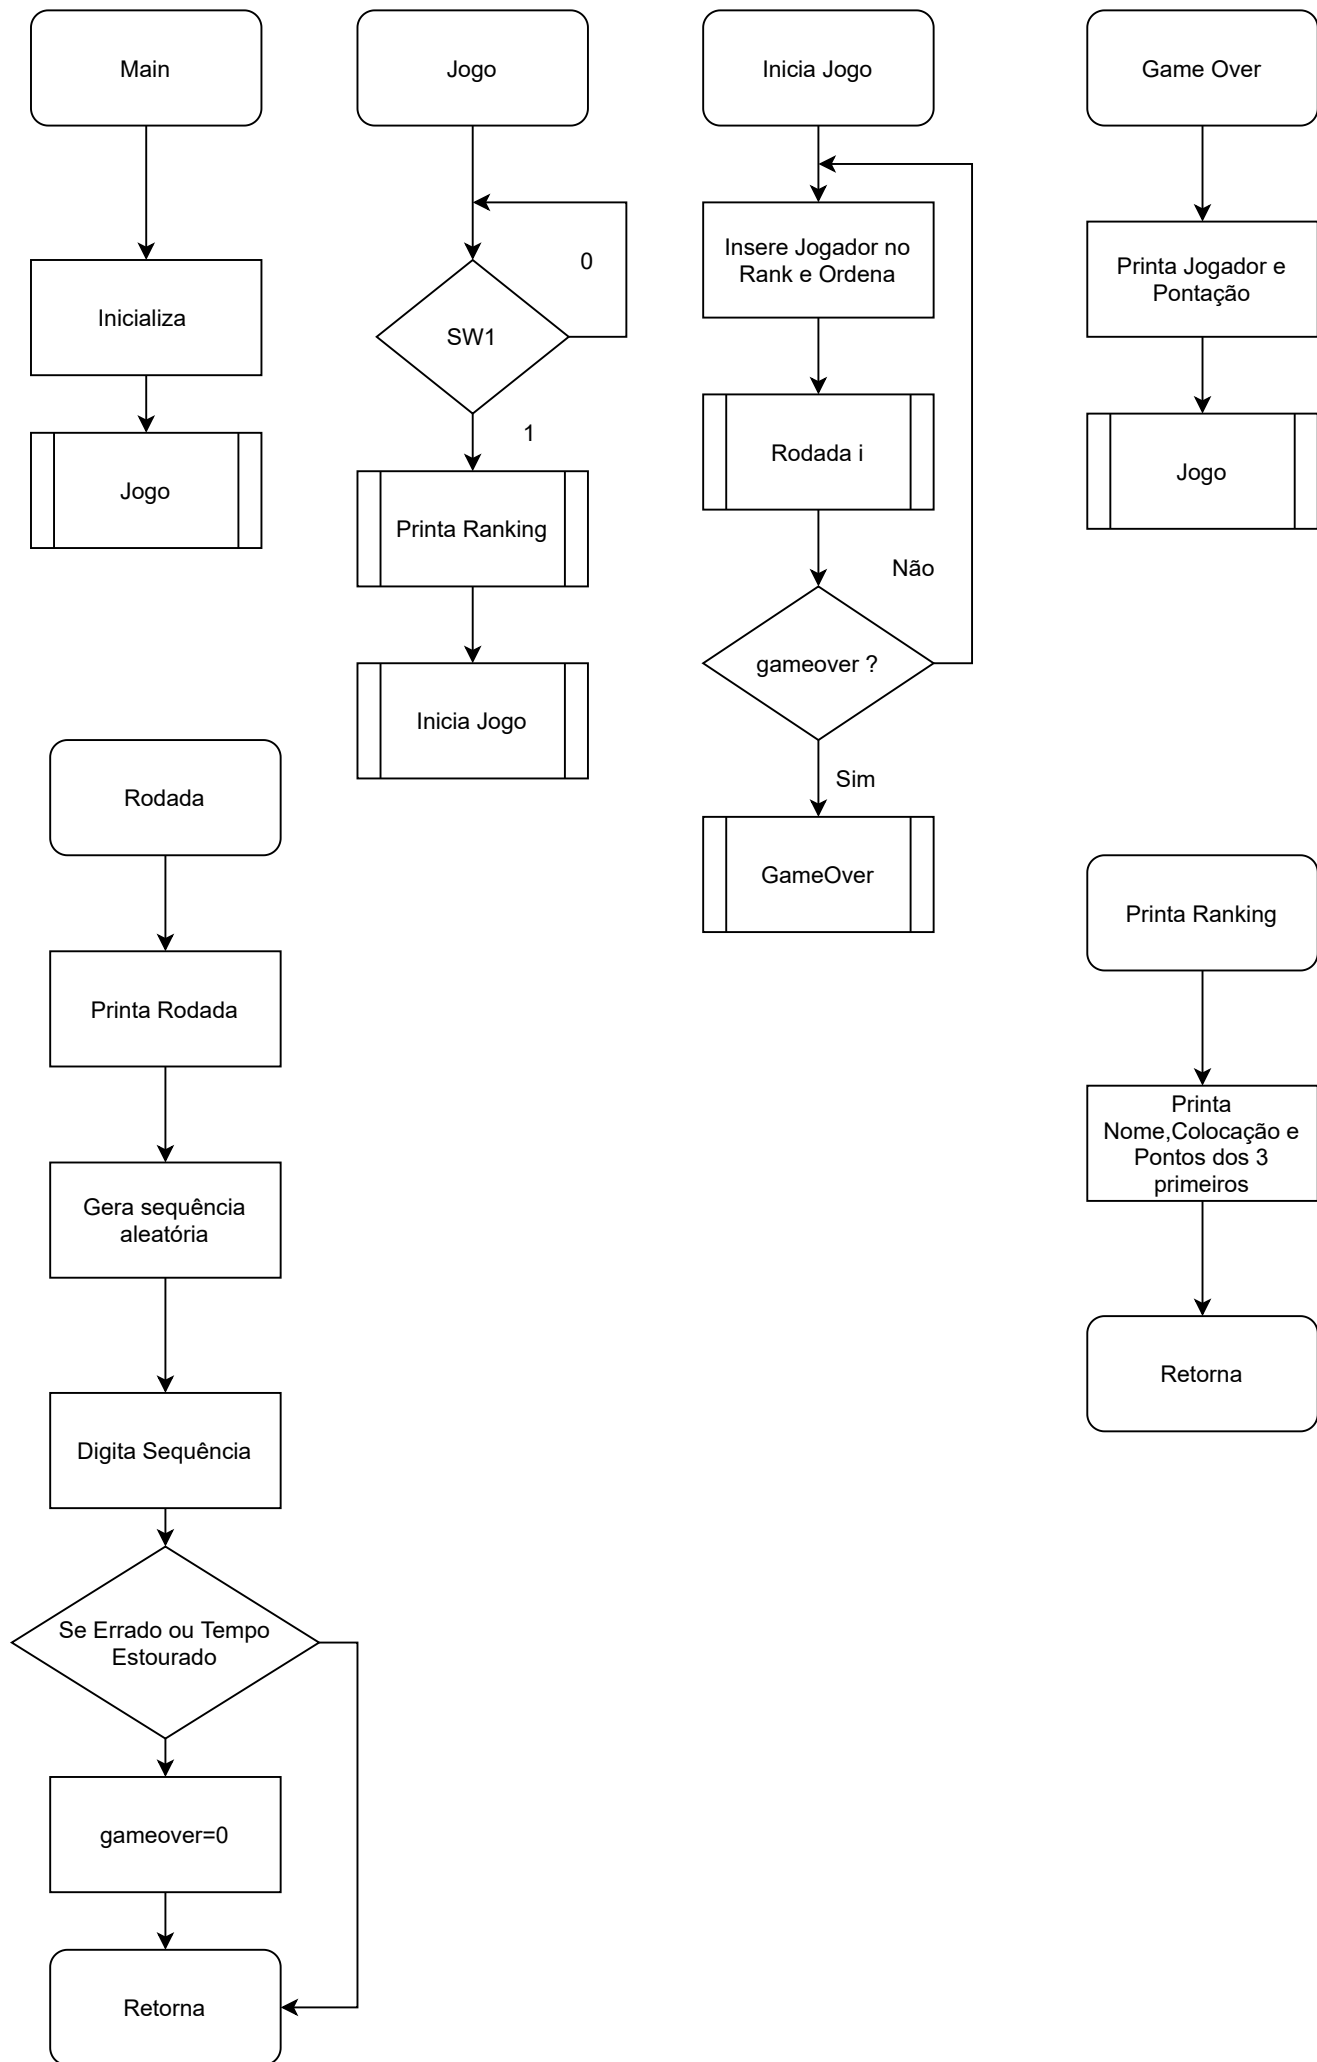 Main
Inicializa
Jogo
Jogo
SW1
0
1
Printa Ranking
Inicia Jogo
Inicia Jogo
Insere Jogador no
Rank e Ordena
Rodada i
Não
gameover ?
Sim
GameOver
Game Over
Printa Jogador e
Pontação
Jogo
Rodada
Printa Rodada
Gera sequência
aleatória
Digita Sequência
Se Errado ou Tempo
Estourado
gameover=0
Retorna
Printa Ranking
Printa
Nome,Colocação e
Pontos dos 3
primeiros
Retorna